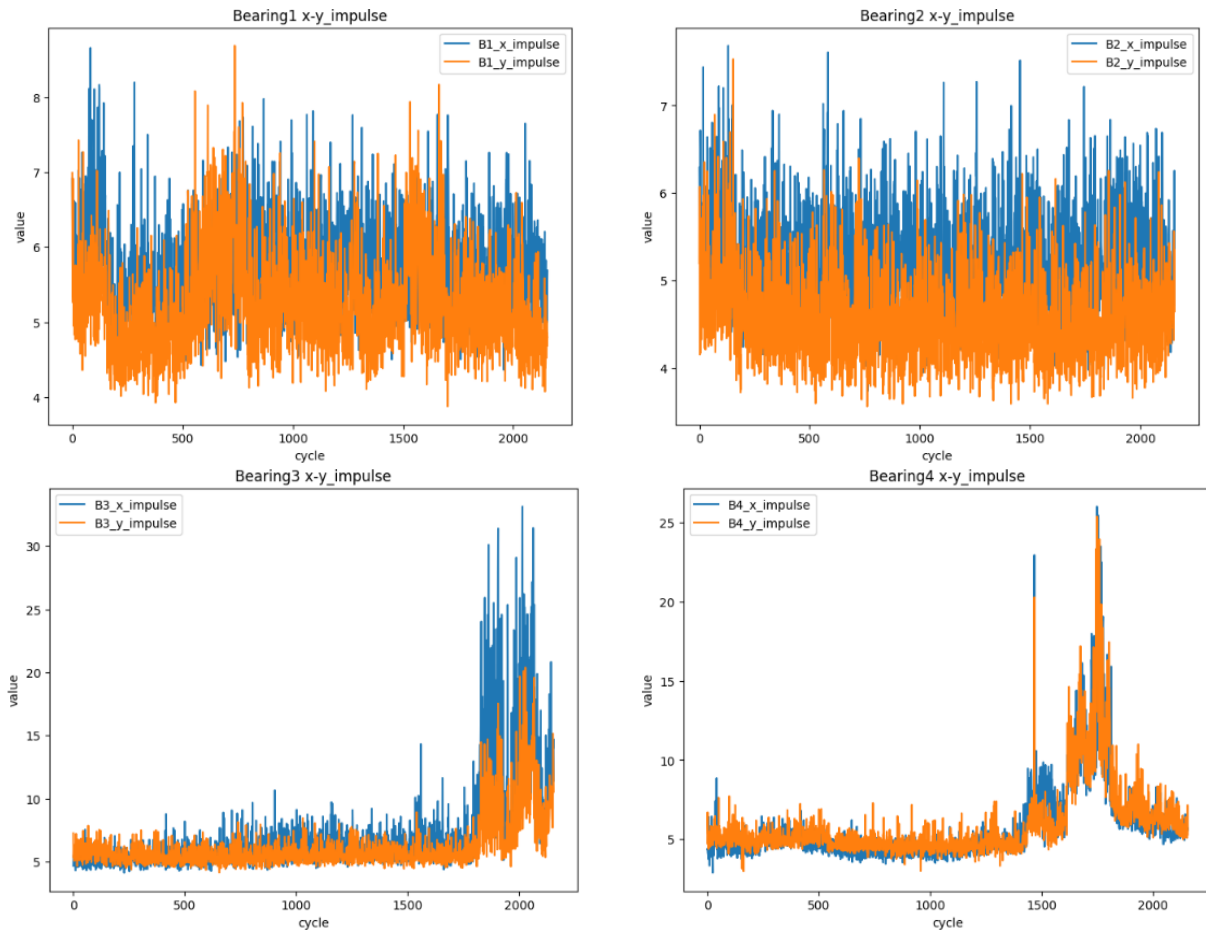 Bearing1 x-y_impulse
B1_x_impulse
B1_y_impulse
8
7
6
5
4
value
0
500
1000
1500
2000
cycle
Bearing2 x-y_impulse
B2_x_impulse
B2_y_impulse
7
6
5
4
value
0
500
1000
1500
2000
cycle
Bearing3 x-y_impulse
B3_x_impulse
B3_y_impulse
30
25
20
15
10
5
value
0
500
1000
1500
2000
cycle
Bearing4 x-y_impulse
B4_x_impulse
B4_y_impulse
25
20
15
10
5
value
0
500
1000
1500
2000
cycle